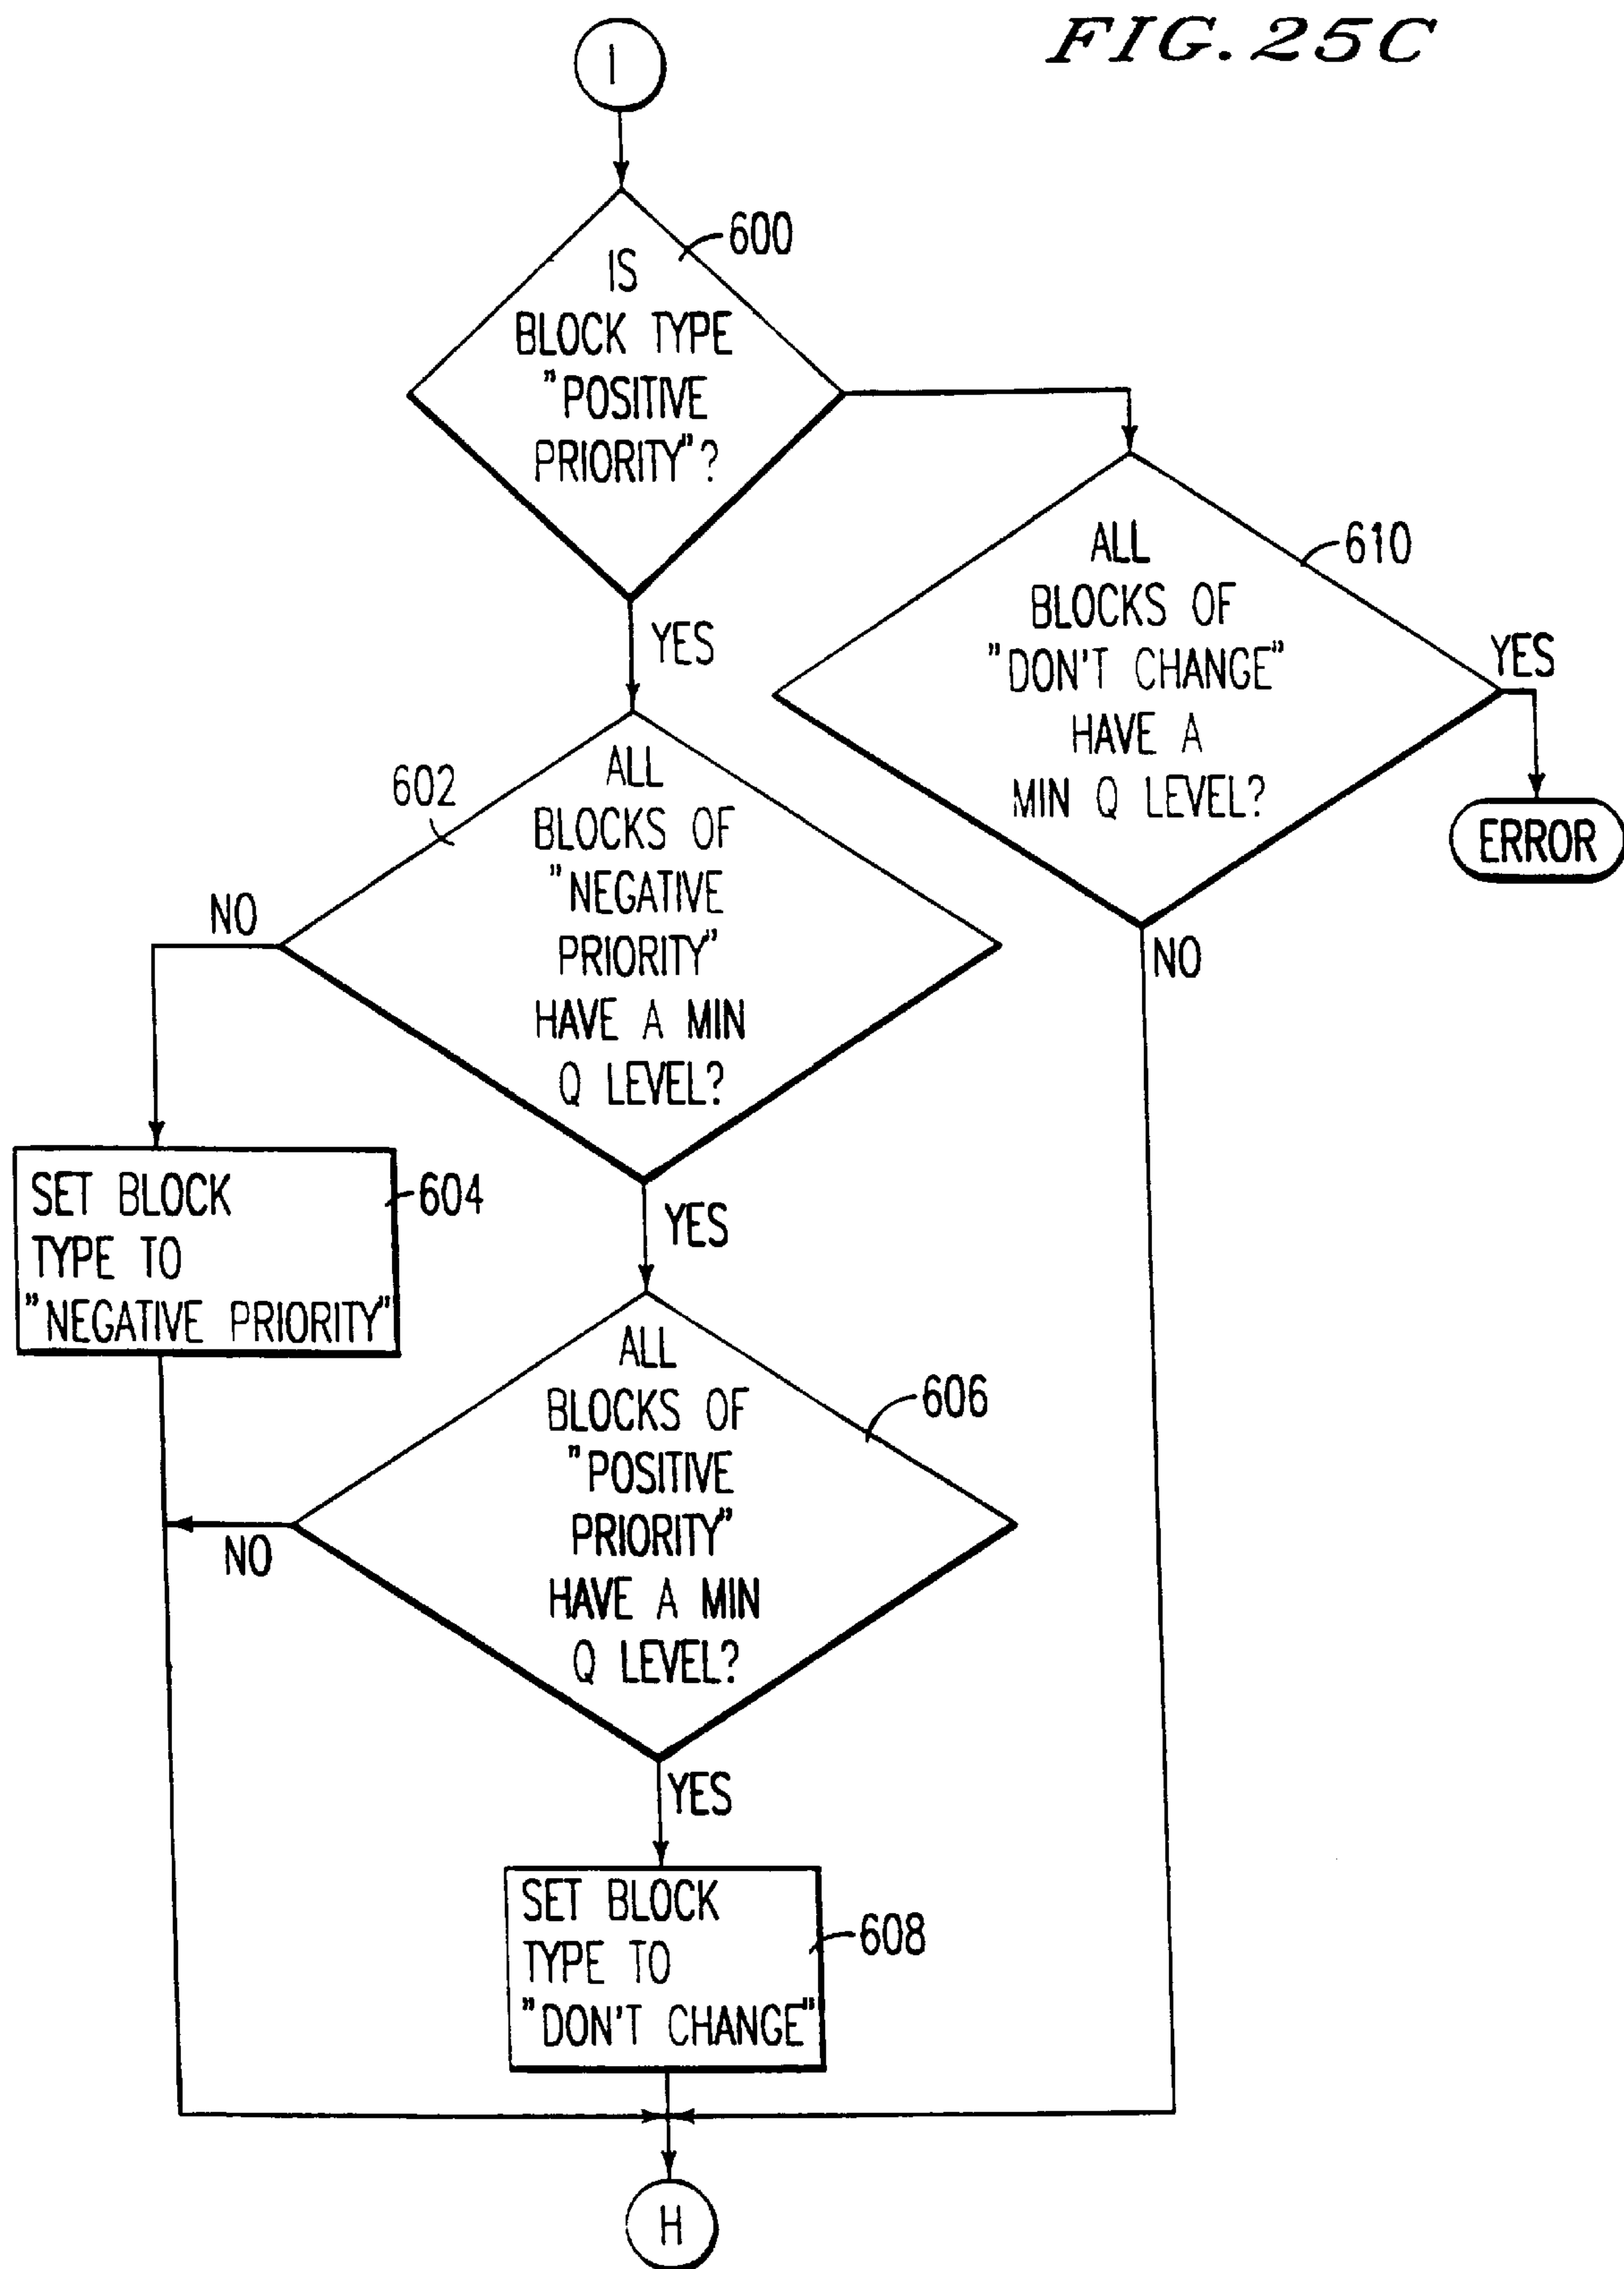 FIG. 25C
I
600
IS
BLOCK TYPE
"POSITIVE
PRIORITY"?
YES
610
ALL
BLOCKS OF
"DON'T CHANGE"
HAVE A
MIN Q LEVEL?
YES
ERROR
NO
602
ALL
BLOCKS OF
"NEGATIVE
PRIORITY"
HAVE A MIN
Q LEVEL?
NO
YES
604
SET BLOCK
TYPE TO
"NEGATIVE PRIORITY"
606
ALL
BLOCKS OF
"POSITIVE
PRIORITY"
HAVE A MIN
Q LEVEL?
NO
YES
608
SET BLOCK
TYPE TO
"DON'T CHANGE"
H